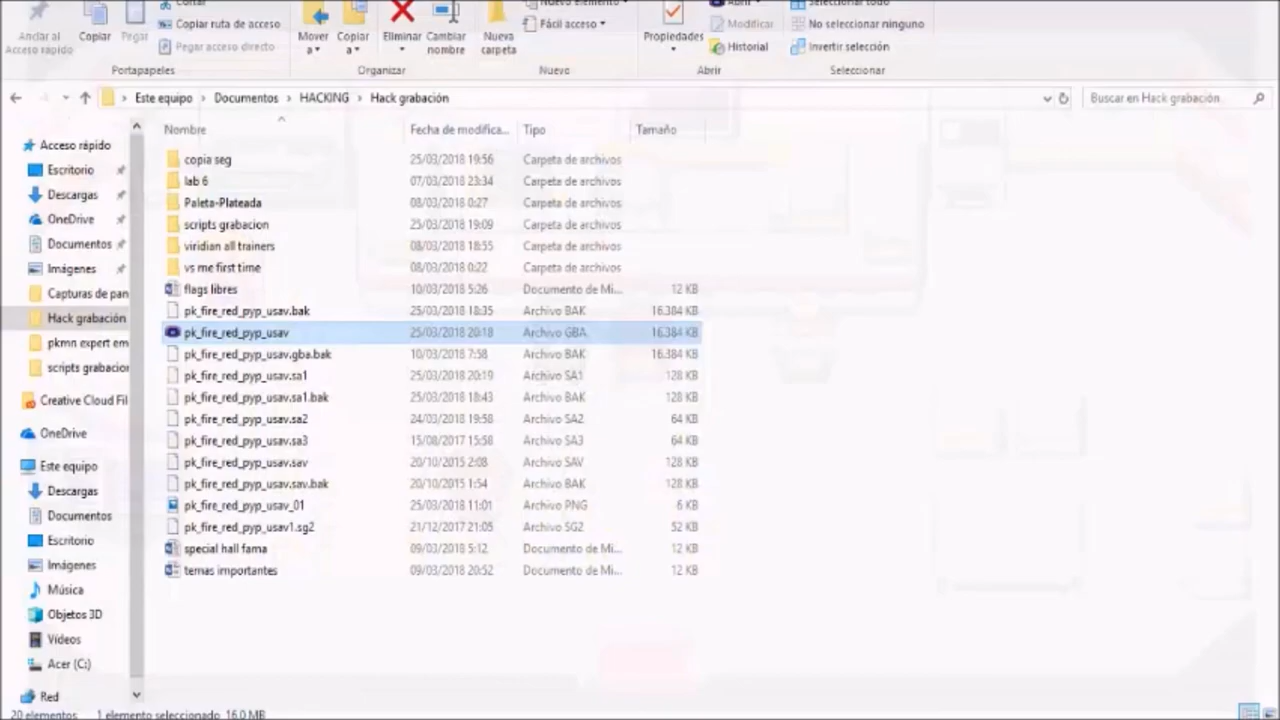 Cortar
Nuevo elemento
Abrir
Seleccionar todo
Andar al
Acceso rápido
Copiar
Pegar
Copiar ruta de acceso
Pegar acceso directo
Mover
a
Copiar
a
Eliminar
Cambiar
nombre
Nueva
carpeta
Fácil acceso
Propiedades
Modificar
Historial
No seleccionar ninguno
Invertir selección
Portapapeles
Organizar
Nuevo
Abrir
Seleccionar
Este equipo > Documentos > HACKING > Hack grabación
Buscar en Hack grabación
Nombre Fecha de modifica... Tipo Tamaño
copia seg 25/03/2018 19:56 Carpeta de archivos
lab 6 07/03/2018 23:34 Carpeta de archivos
Paleta-Plateada 08/03/2018 0:27 Carpeta de archivos
scripts grabacion 25/03/2018 19:09 Carpeta de archivos
viridian all trainers 08/03/2018 18:55 Carpeta de archivos
vs me first time 08/03/2018 0:22 Carpeta de archivos
flags libres 10/03/2018 5:26 Documento de Mi... 12 KB
pk_fire_red_pyp_usav.bak 25/03/2018 18:35 Archivo BAK 16.384 KB
pk_fire_red_pyp_usav 25/03/2018 20:18 Archivo GBA 16.384 KB
pk_fire_red_pyp_usav.gba.bak 10/03/2018 7:58 Archivo BAK 16.384 KB
pk_fire_red_pyp_usav.sa1 25/03/2018 20:19 Archivo SA1 128 KB
pk_fire_red_pyp_usav.sa1.bak 25/03/2018 18:43 Archivo BAK 128 KB
pk_fire_red_pyp_usav.sa2 24/03/2018 19:58 Archivo SA2 64 KB
pk_fire_red_pyp_usav.sa3 15/08/2017 15:58 Archivo SA3 64 KB
pk_fire_red_pyp_usav.sav 20/10/2015 2:08 Archivo SAV 128 KB
pk_fire_red_pyp_usav.sav.bak 20/10/2015 1:54 Archivo BAK 128 KB
pk_fire_red_pyp_usav_01 25/03/2018 11:01 Archivo PNG 6 KB
pk_fire_red_pyp_usav1.sg2 21/12/2017 21:05 Archivo SG2 52 KB
special hall fama 09/03/2018 5:12 Documento de Mi... 12 KB
temas importantes 09/03/2018 20:52 Documento de Mi... 12 KB
Acceso rápido
Escritorio
Descargas
OneDrive
Documentos
Imágenes
Capturas de pan
Hack grabación
pkmn expert em
scripts grabacion
Creative Cloud Fil
OneDrive
Este equipo
Descargas
Documentos
Escritorio
Imágenes
Música
Objetos 3D
Vídeos
Acer (C:)
Red
20 elementos 1 elemento seleccionado 16,0 MB